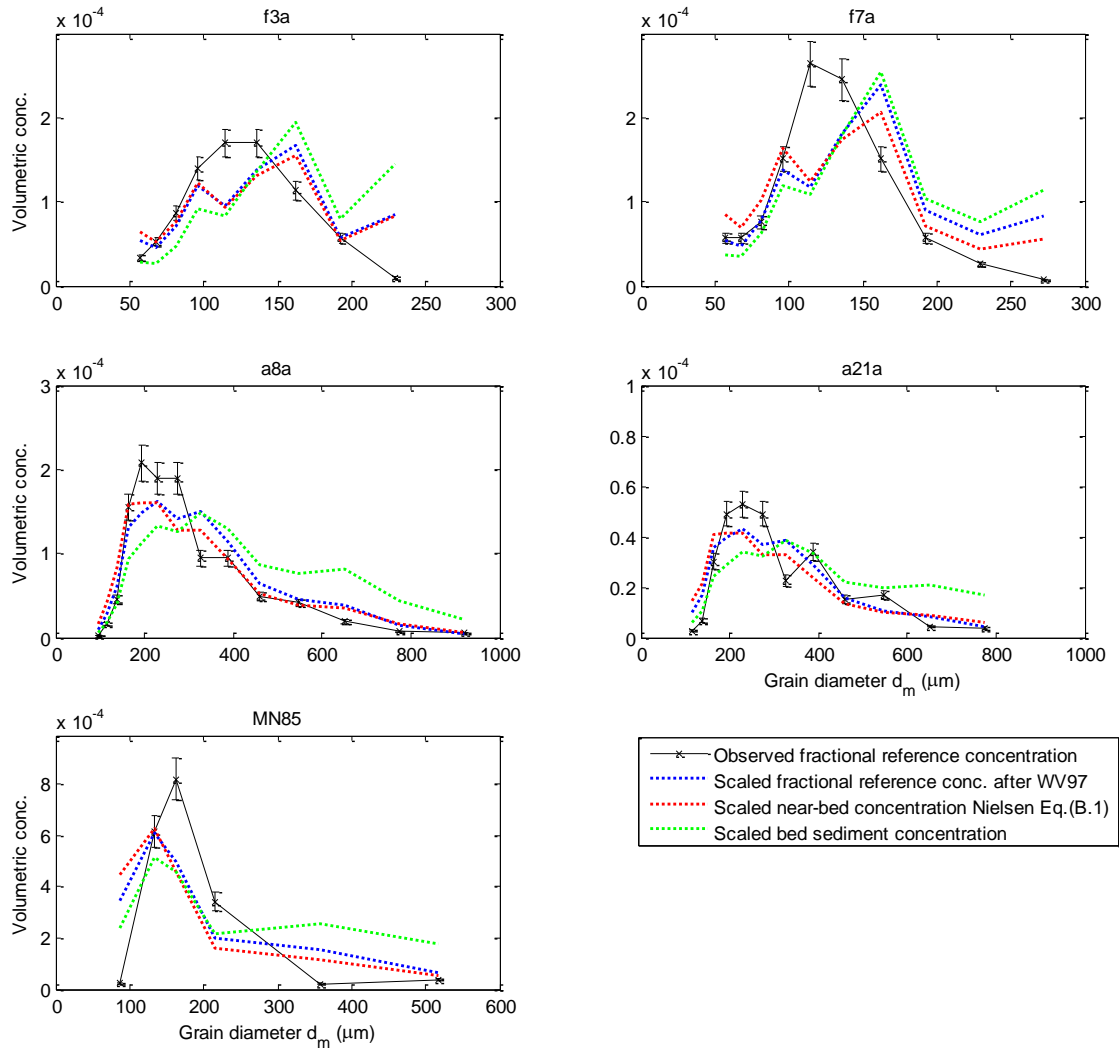 f3a
x 10^-4
Volumetric conc.
4
2
0
0 50 100 150 200 250 300
f7a
x 10^-4
4
2
0
0 50 100 150 200 250 300
a8a
x 10^-4
Volumetric conc.
3
2
1
0
0 200 400 600 800 1000
a21a
x 10^-4
1
0.8
0.6
0.4
0.2
0
0 200 400 600 800 1000
Grain diameter d_m (μm)
MN85
x 10^-4
Volumetric conc.
8
6
4
2
0
0 100 200 300 400 500 600
Grain diameter d_m (μm)
Observed fractional reference concentration
Scaled fractional reference conc. after WV97
Scaled near-bed concentration Nielsen Eq.(B.1)
Scaled bed sediment concentration